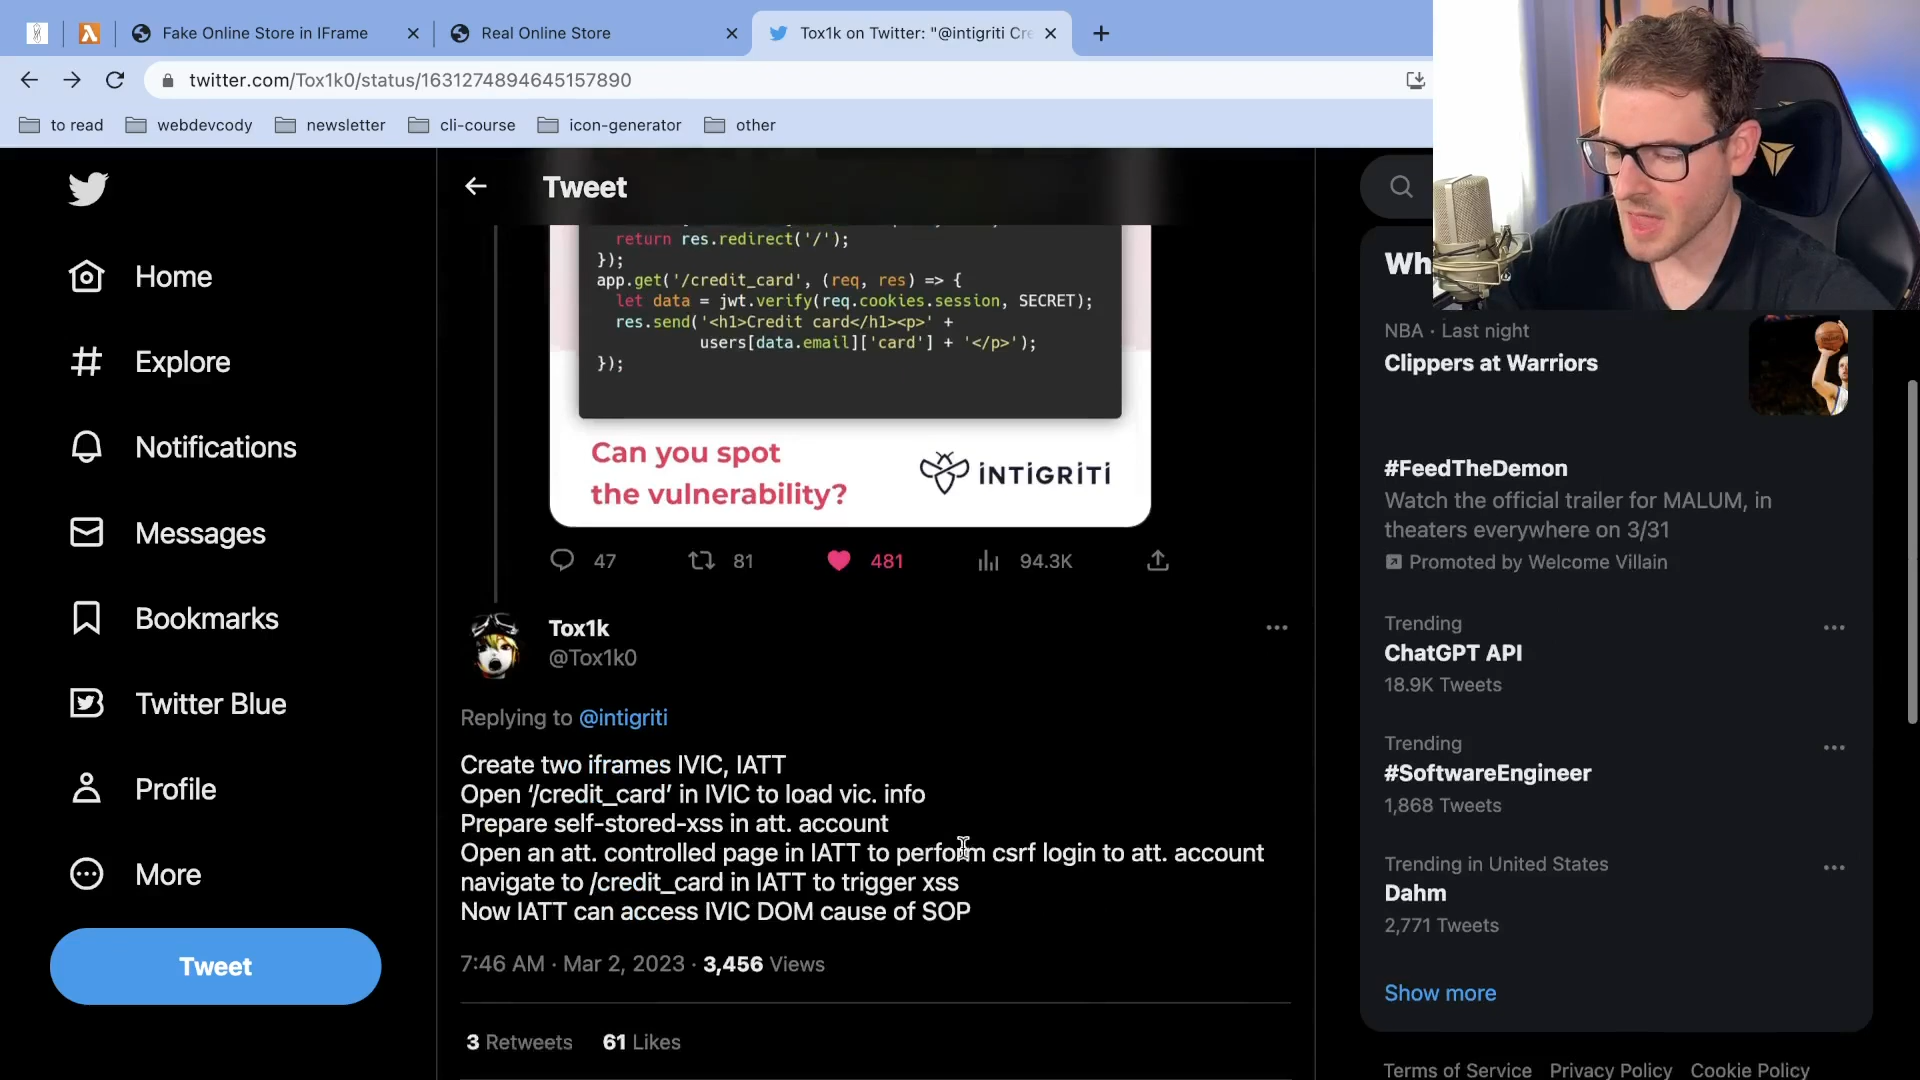 Fake Online Store in IFrame
Real Online Store
Tox1k on Twitter: "@intigriti Cre
twitter.com/Tox1k0/status/1631274894645157890
to read
webdevcody
newsletter
cli-course
icon-generator
other
Tweet
return res.redirect('/');
});
app.get('/credit_card', (req, res) => {
let data = jwt.verify(req.cookies.session, SECRET);
res.send('<h1>Credit card</h1><p>' +
users[data.email]['card'] + '</p>');
});
Can you spot
the vulnerability?
INTIGRITI
47
81
481
94.3K
Tox1k
@Tox1k0
Replying to @intigriti
Create two iframes IVIC, IATT
Open ‘/credit_card’ in IVIC to load vic. info
Prepare self-stored-xss in att. account
Open an att. controlled page in IATT to perform csrf login to att. account
navigate to /credit_card in IATT to trigger xss
Now IATT can access IVIC DOM cause of SOP
7:46 AM · Mar 2, 2023 · 3,456 Views
3 Retweets 61 Likes
Home
Explore
Notifications
Messages
Bookmarks
Twitter Blue
Profile
More
Tweet
Wh
NBA · Last night
Clippers at Warriors
#FeedTheDemon
Watch the official trailer for MALUM, in
theaters everywhere on 3/31
Promoted by Welcome Villain
Trending
ChatGPT API
18.9K Tweets
Trending
#SoftwareEngineer
1,868 Tweets
Trending in United States
Dahm
2,771 Tweets
Show more
Terms of Service Privacy Policy Cookie Policy